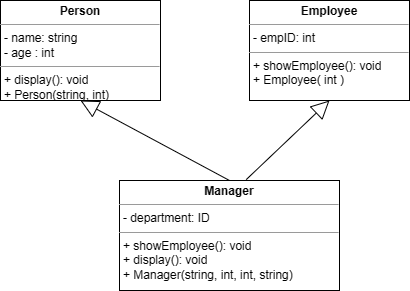 Person
- name: string
- age : int
+ display(): void
+ Person(string, int)
Employee
- empID: int
+ showEmployee(): void
+ Employee( int )
Manager
- department: ID
+ showEmployee(): void
+ display(): void
+ Manager(string, int, int, string)